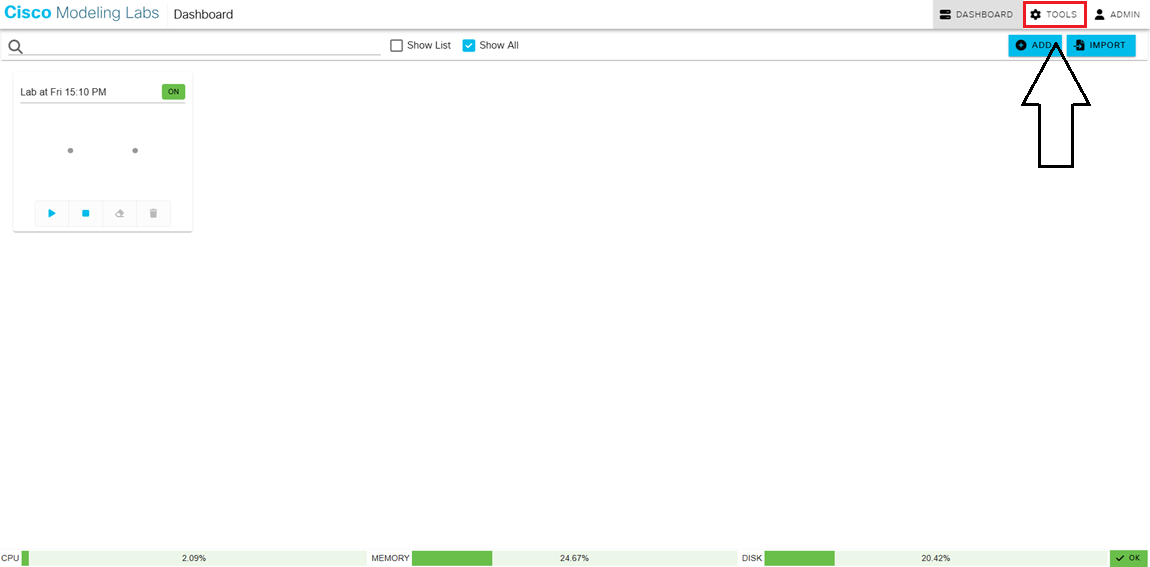 Cisco Modeling Labs Dashboard DASHBOARD TOOLS ADMIN
Show List Show All ADD IMPORT
Lab at Fri 15:10 PM ON
CPU 2.09% MEMORY 24.67% DISK 20.42% OK